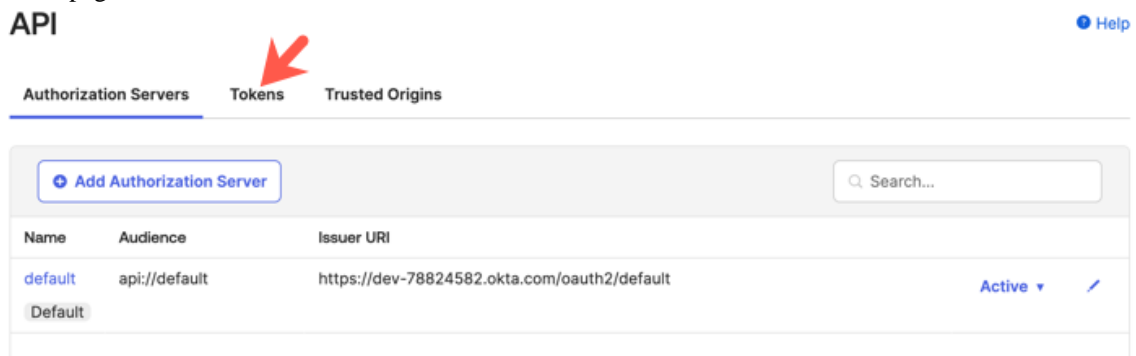 API
Help
Authorization Servers Tokens Trusted Origins
Add Authorization Server
Search...
Name Audience Issuer URI
default api://default https://dev-78824582.okta.com/oauth2/default Active
Default